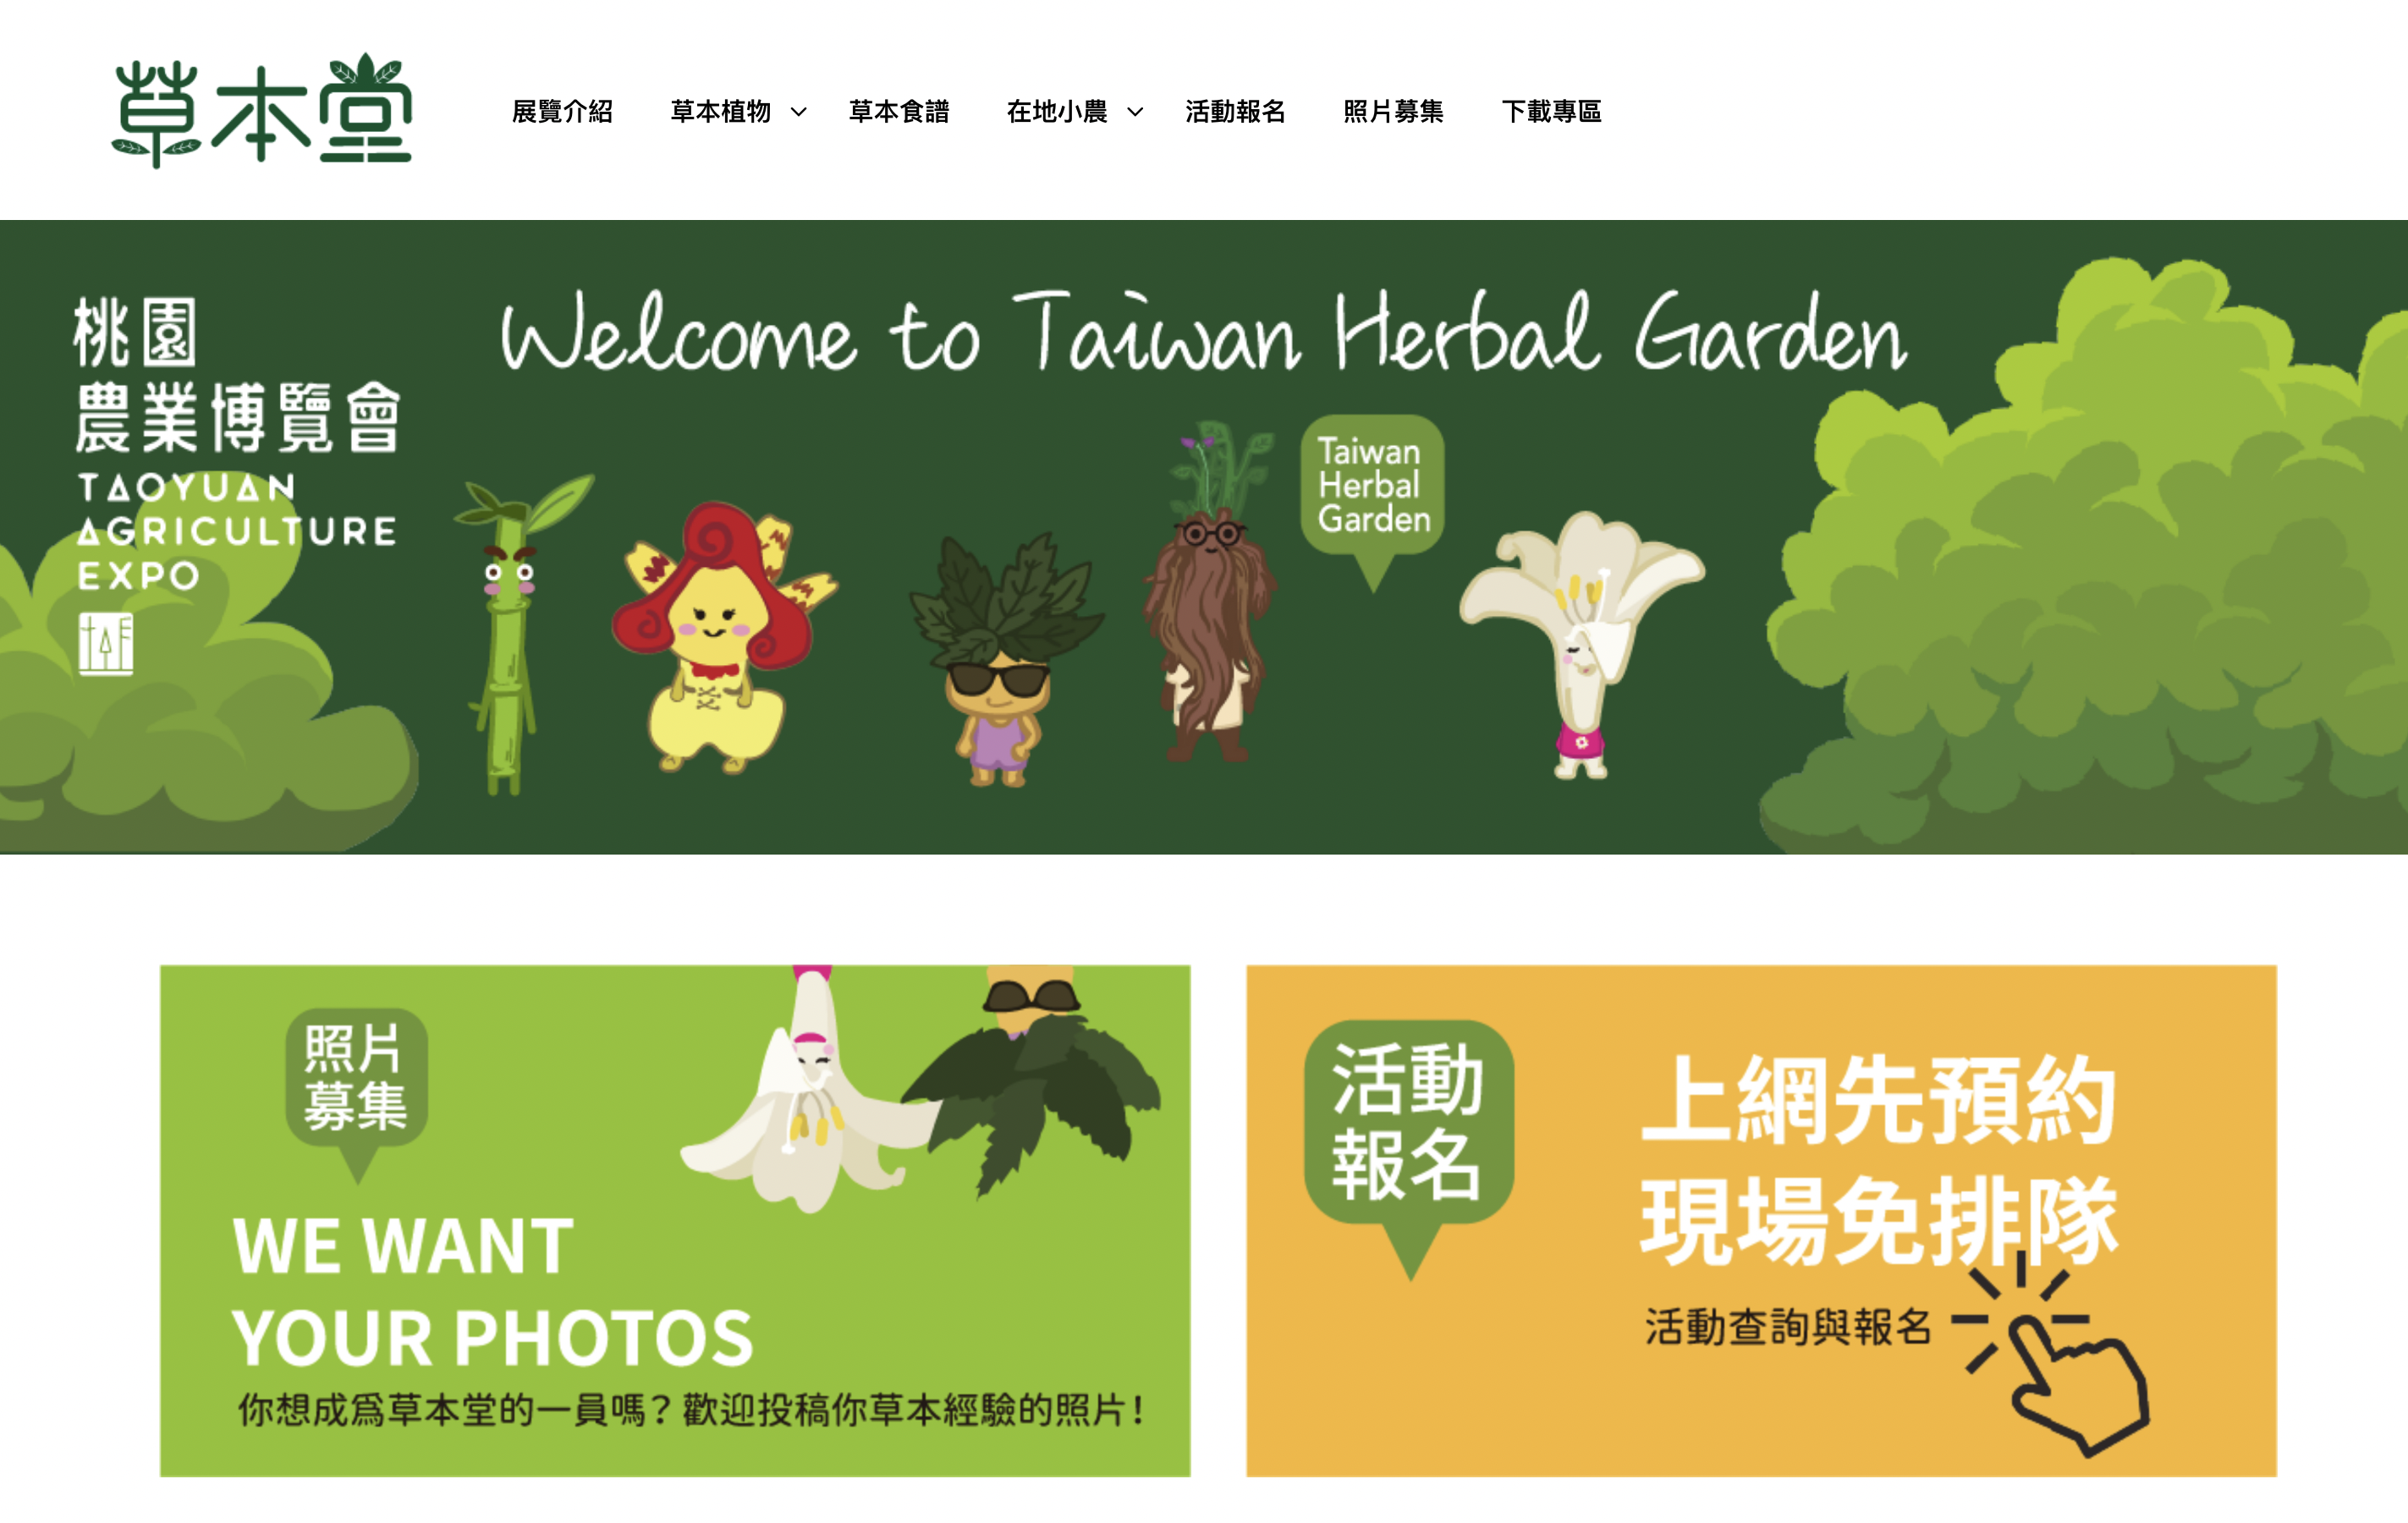 草本堂
展覽介紹 草本植物 草本食譜 在地小農 活動報名 照片募集 下載專區
桃園
農業博覽會
TAOYUAN
AGRICULTURE
EXPO
Welcome to Taiwan Herbal Garden
Taiwan
Herbal
Garden
照片
募集
WE WANT
YOUR PHOTOS
你想成爲草本堂的一員嗎？歡迎投稿你草本經驗的照片！
活動
報名
上網先預約
現場免排隊
活動查詢與報名